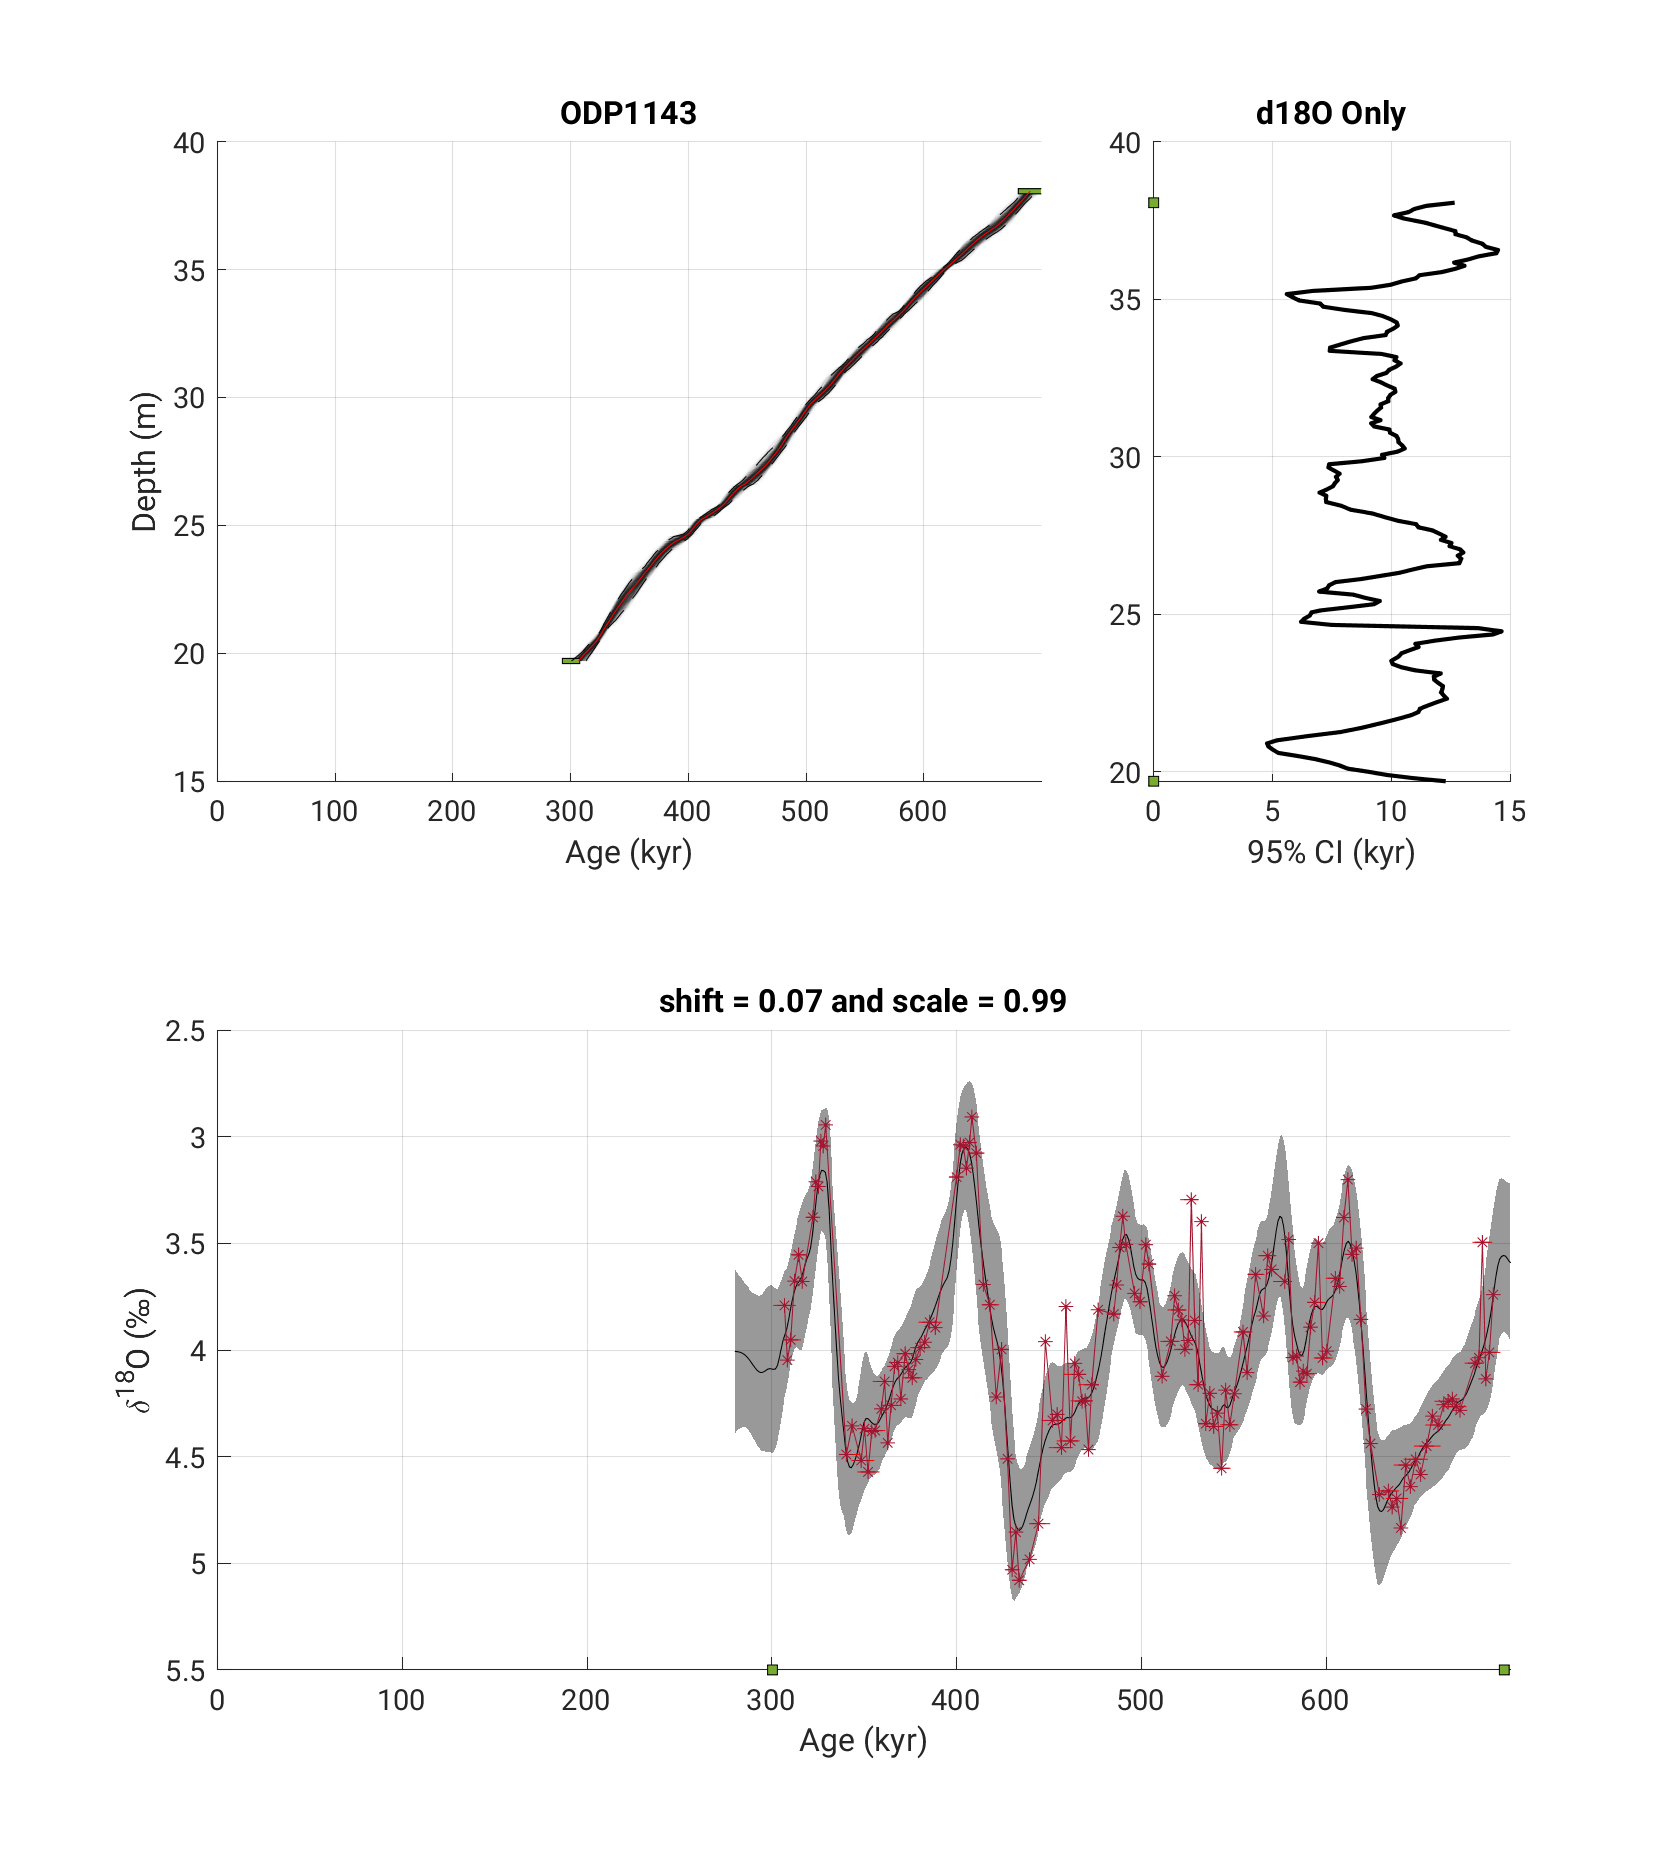 ODP1143
40
35
30
25
20
15
Depth (m)
0 100 200 300 400 500 600
Age (kyr)
d18O Only
40
35
30
25
20
0 5 10 15
95% CI (kyr)
shift = 0.07 and scale = 0.99
2.5
3
3.5
4
4.5
5
5.5
δ¹⁸O (‰)
0 100 200 300 400 500 600
Age (kyr)